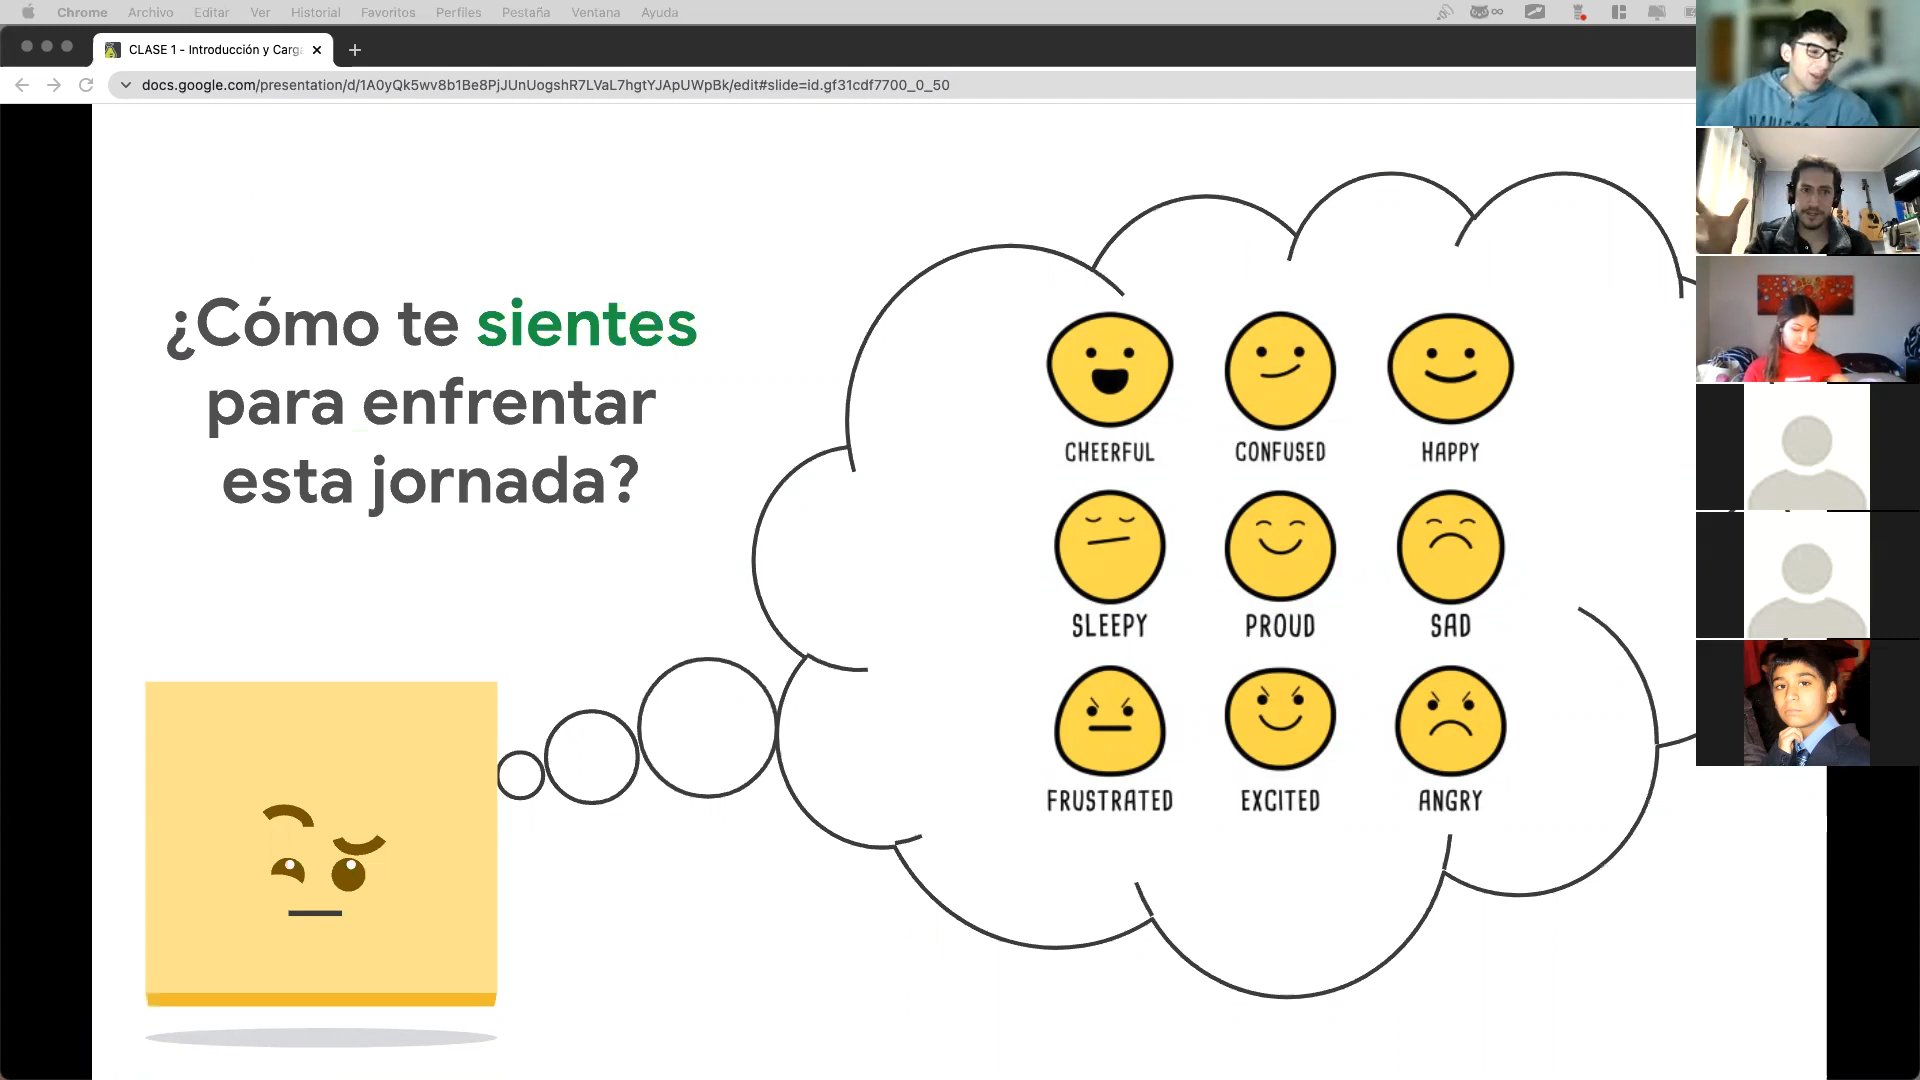 Chrome Archivo Editar Ver Historial Favoritos Perfiles Pestaña Ventana Ayuda
CLASE 1 - Introducción y Carga
docs.google.com/presentation/d/1A0yQk5wv8b1Be8PjJUnUogshR7LVaL7hgtYJApUWpBk/edit#slide=id.gf31cdf7700_0_50
¿Cómo te sientes
para enfrentar
esta jornada?
CHEERFUL CONFUSED HAPPY
SLEEPY PROUD SAD
FRUSTRATED EXCITED ANGRY